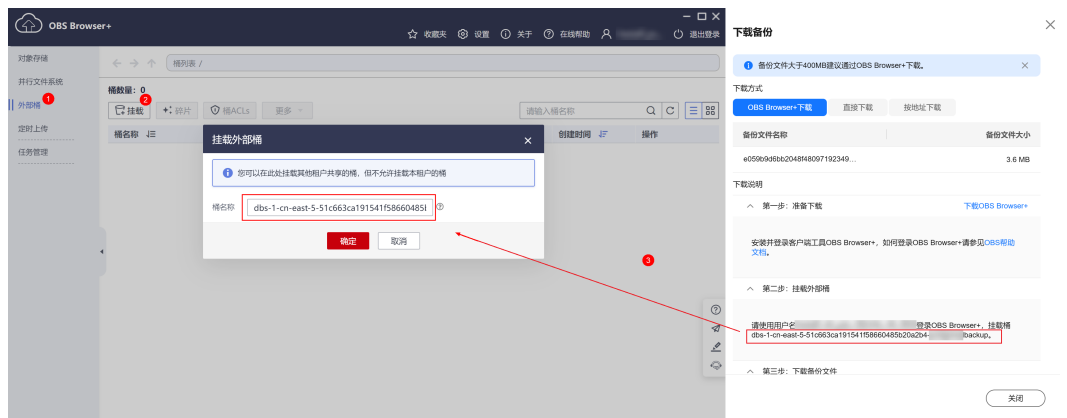 OBS Browser+
收藏夹 设置 关于 在线帮助 退出登录
对象存储
并行文件系统
外部桶 1
定时上传
任务管理
桶列表 /
桶数量：0
挂载 2 碎片 桶ACLs 更多
请输入桶名称
桶名称 创建时间 操作
挂载外部桶
您可以在此处挂载其他租户共享的桶，但不允许挂载本租户的桶
桶名称 dbs-1-cn-east-5-51c663ca191541f58660485b
确定 取消
3
下载备份
备份文件大于400MB建议通过OBS Browser+下载。
下载方式
OBS Browser+下载 直接下载 按地址下载
备份文件名称 备份文件大小
e059b9d6bb2048f48097192349... 3.6 MB
下载说明
第一步：准备下载 下载OBS Browser+
安装并登录客户端工具OBS Browser+，如何登录OBS Browser+请参见OBS帮助
文档。
第二步：挂载外部桶
请使用用户名 登录OBS Browser+，挂载桶
dbs-1-cn-east-5-51c663ca191541f58660485b20a2b4- backup。
第三步：下载备份文件
关闭